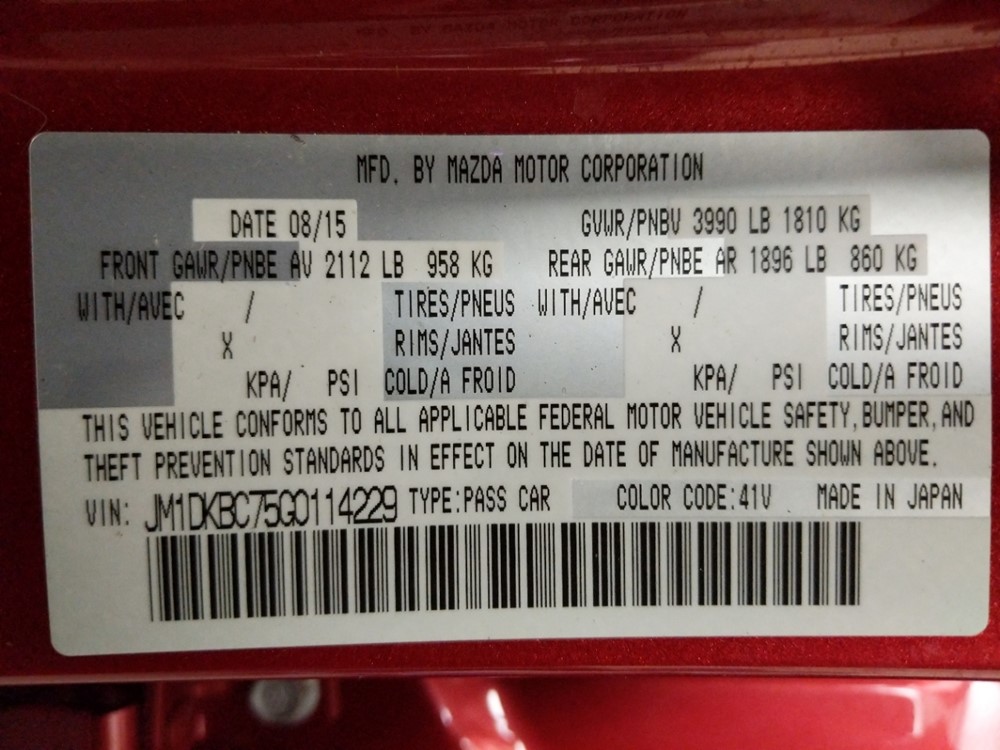 MFD. BY MAZDA MOTOR CORPORATION
DATE 08/15 GVWR/PNBV 3990 LB 1810 KG
FRONT GAWR/PNBE AV 2112 LB 958 KG REAR GAWR/PNBE AR 1896 LB 860 KG
WITH/AVEC / TIRES/PNEUS WITH/AVEC / TIRES/PNEUS
X RIMS/JANTES X RIMS/JANTES
KPA/ PSI COLD/A FROID KPA/ PSI COLD/A FROID
THIS VEHICLE CONFORMS TO ALL APPLICABLE FEDERAL MOTOR VEHICLE SAFETY, BUMPER, AND
THEFT PREVENTION STANDARDS IN EFFECT ON THE DATE OF MANUFACTURE SHOWN ABOVE.
VIN: JM1DKBC75G0114229 TYPE:PASS CAR COLOR CODE:41V MADE IN JAPAN